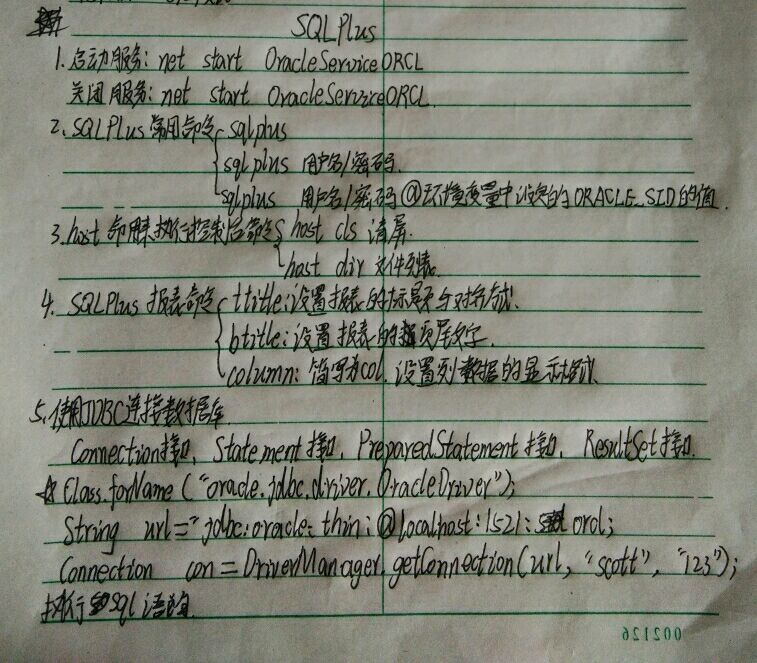 SQLPlus
1. 启动服务: net start OracleServiceORCL
关闭服务: net start OracleServiceORCL
2. SQLPlus 常用命令 sqlplus
sqlplus 用户名/密码.
sqlplus 用户名/密码@环境变量中设定的ORACLE_SID的值
3. host 命用来执行控制台命令 host cls 清屏.
host dir 文件列表.
4. SQLPlus 报表命令 ttitle: 设置报表的标题与对齐方式.
btitle: 设置报表的页尾文字.
column: 简写为col. 设置列数据的显示格式.
5. 使用JDBC连接数据库
Connection接口, Statement接口, PreparedStatement接口, ResultSet接口.
Class.forName("oracle.jdbc.driver.OracleDriver");
String url="jdbc:oracle:thin:@localhost:1521:orcl;
Connection con = DriverManager.getConnection(url, "scott", "123");
执行sql语句
002126